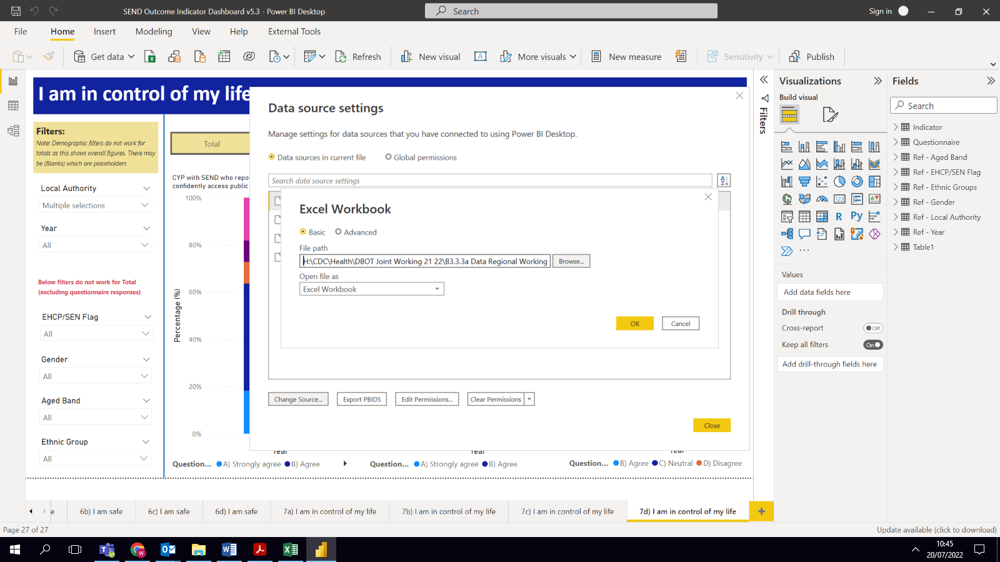 SEND Outcome Indicator Dashboard v5.3 - Power BI Desktop
Search
Sign in
File
Home
Insert
Modeling
View
Help
External Tools
Get data
Refresh
New visual
More visuals
New measure
Sensitivity
Publish
I am in control of my life
Filters:
Note: Demographic filters do not work for
totals as this shows overall figures. There may
be (Blanks) which are placeholders
Local Authority
Multiple selections
Year
All
Below filters do not work for Total
(excluding questionnaire responses)
EHCP/SEN Flag
All
Gender
All
Aged Band
All
Ethnic Group
All
Total
CYP with SEND who repo
confidently access public
Percentage (%)
100%
80%
60%
40%
20%
0%
Year
Year
Year
Question... A) Strongly agree B) Agree
Question... A) Strongly agree B) Agree
Question... B) Agree C) Neutral D) Disagree
Data source settings
Manage settings for data sources that you have connected to using Power BI Desktop.
Data sources in current file
Global permissions
Search data source settings
Excel Workbook
Basic
Advanced
File path
H:\CDC\Health\DBOT Joint Working 21 22\B3.3.3a Data Regional Working
Browse...
Open file as
Excel Workbook
OK
Cancel
Change Source...
Export PBIDS
Edit Permissions...
Clear Permissions
Close
Filters
Visualizations
Build visual
123
R
Py
...
Values
Add data fields here
Drill through
Cross-report
Off
Keep all filters
On
Add drill-through fields here
Fields
Search
Indicator
Questionnaire
Ref - Aged Band
Ref - EHCP/SEN Flag
Ref - Ethnic Groups
Ref - Gender
Ref - Local Authority
Ref - Year
Table1
e
6b) I am safe
6c) I am safe
6d) I am safe
7a) I am in control of my life
7b) I am in control of my life
7c) I am in control of my life
7d) I am in control of my life
Page 27 of 27
Update available (click to download)
10:45
20/07/2022